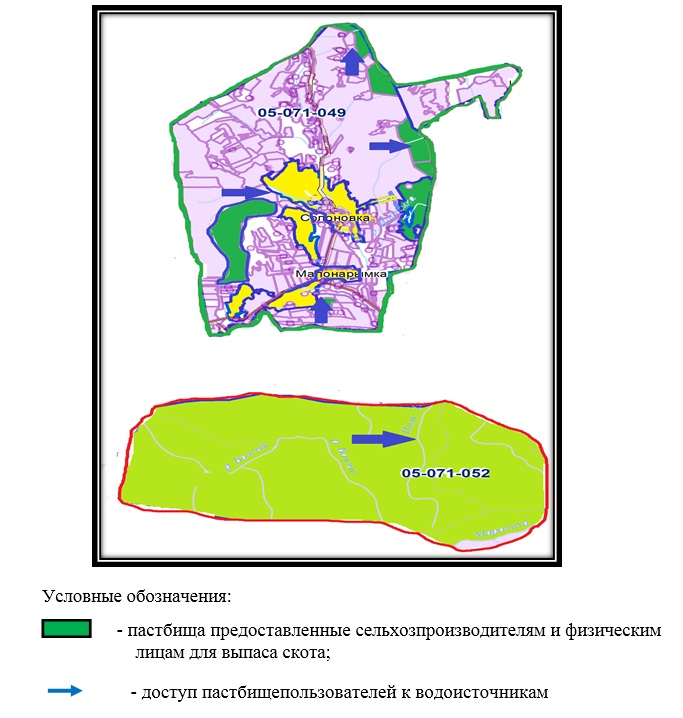 05-071-049
Солоновка
Малонарымка
05-071-052
Условные обозначения:
- пастбища предоставленные сельхозпроизводителям и физическим
лицам для выпаса скота;
- доступ пастбищепользователей к водоисточникам